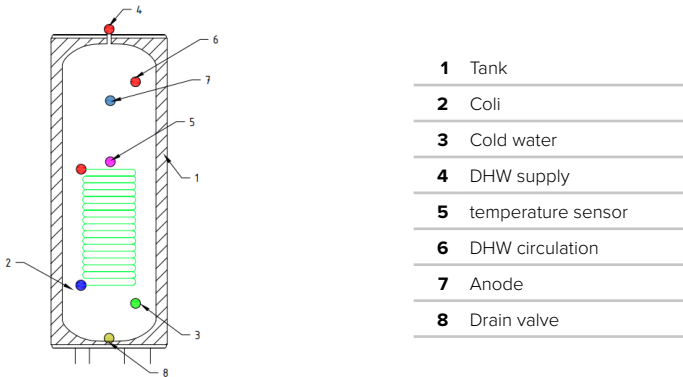 4
6
7
5
1
2
3
8
1 Tank
2 Coli
3 Cold water
4 DHW supply
5 temperature sensor
6 DHW circulation
7 Anode
8 Drain valve